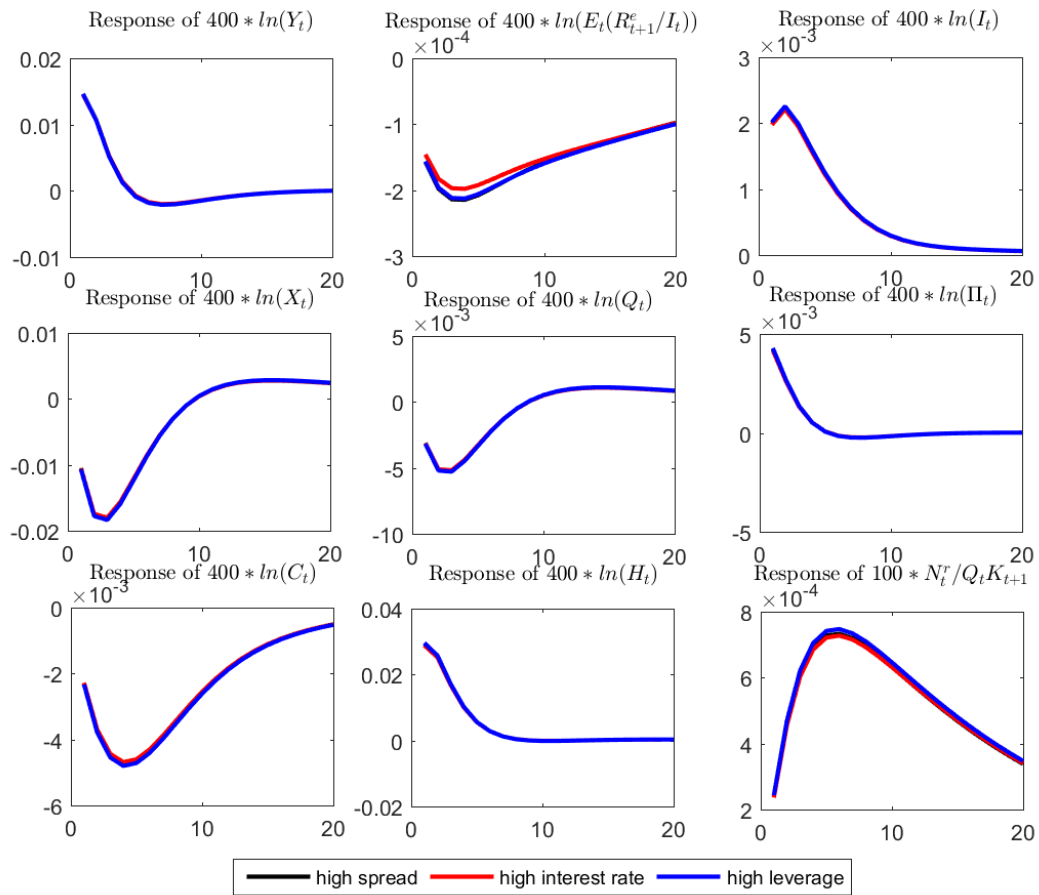 Response of 400 * ln(Y_t)
0.02
0.01
0
-0.01
0 10 20
Response of 400 * ln(E_t(R^e_{t+1}/I_t))
×10^{-4}
0
-1
-2
-3
0 10 20
Response of 400 * ln(I_t)
×10^{-3}
3
2
1
0
0 10 20
Response of 400 * ln(X_t)
0.01
0
-0.01
-0.02
0 10 20
Response of 400 * ln(Q_t)
×10^{-3}
5
0
-5
-10
0 10 20
Response of 400 * ln(Π_t)
×10^{-3}
5
0
-5
0 10 20
Response of 400 * ln(C_t)
×10^{-3}
0
-2
-4
-6
0 10 20
Response of 400 * ln(H_t)
0.04
0.02
0
-0.02
0 10 20
Response of 100 * N^r_t/Q_tK_{t+1}
×10^{-4}
8
6
4
2
0 10 20
high spread high interest rate high leverage